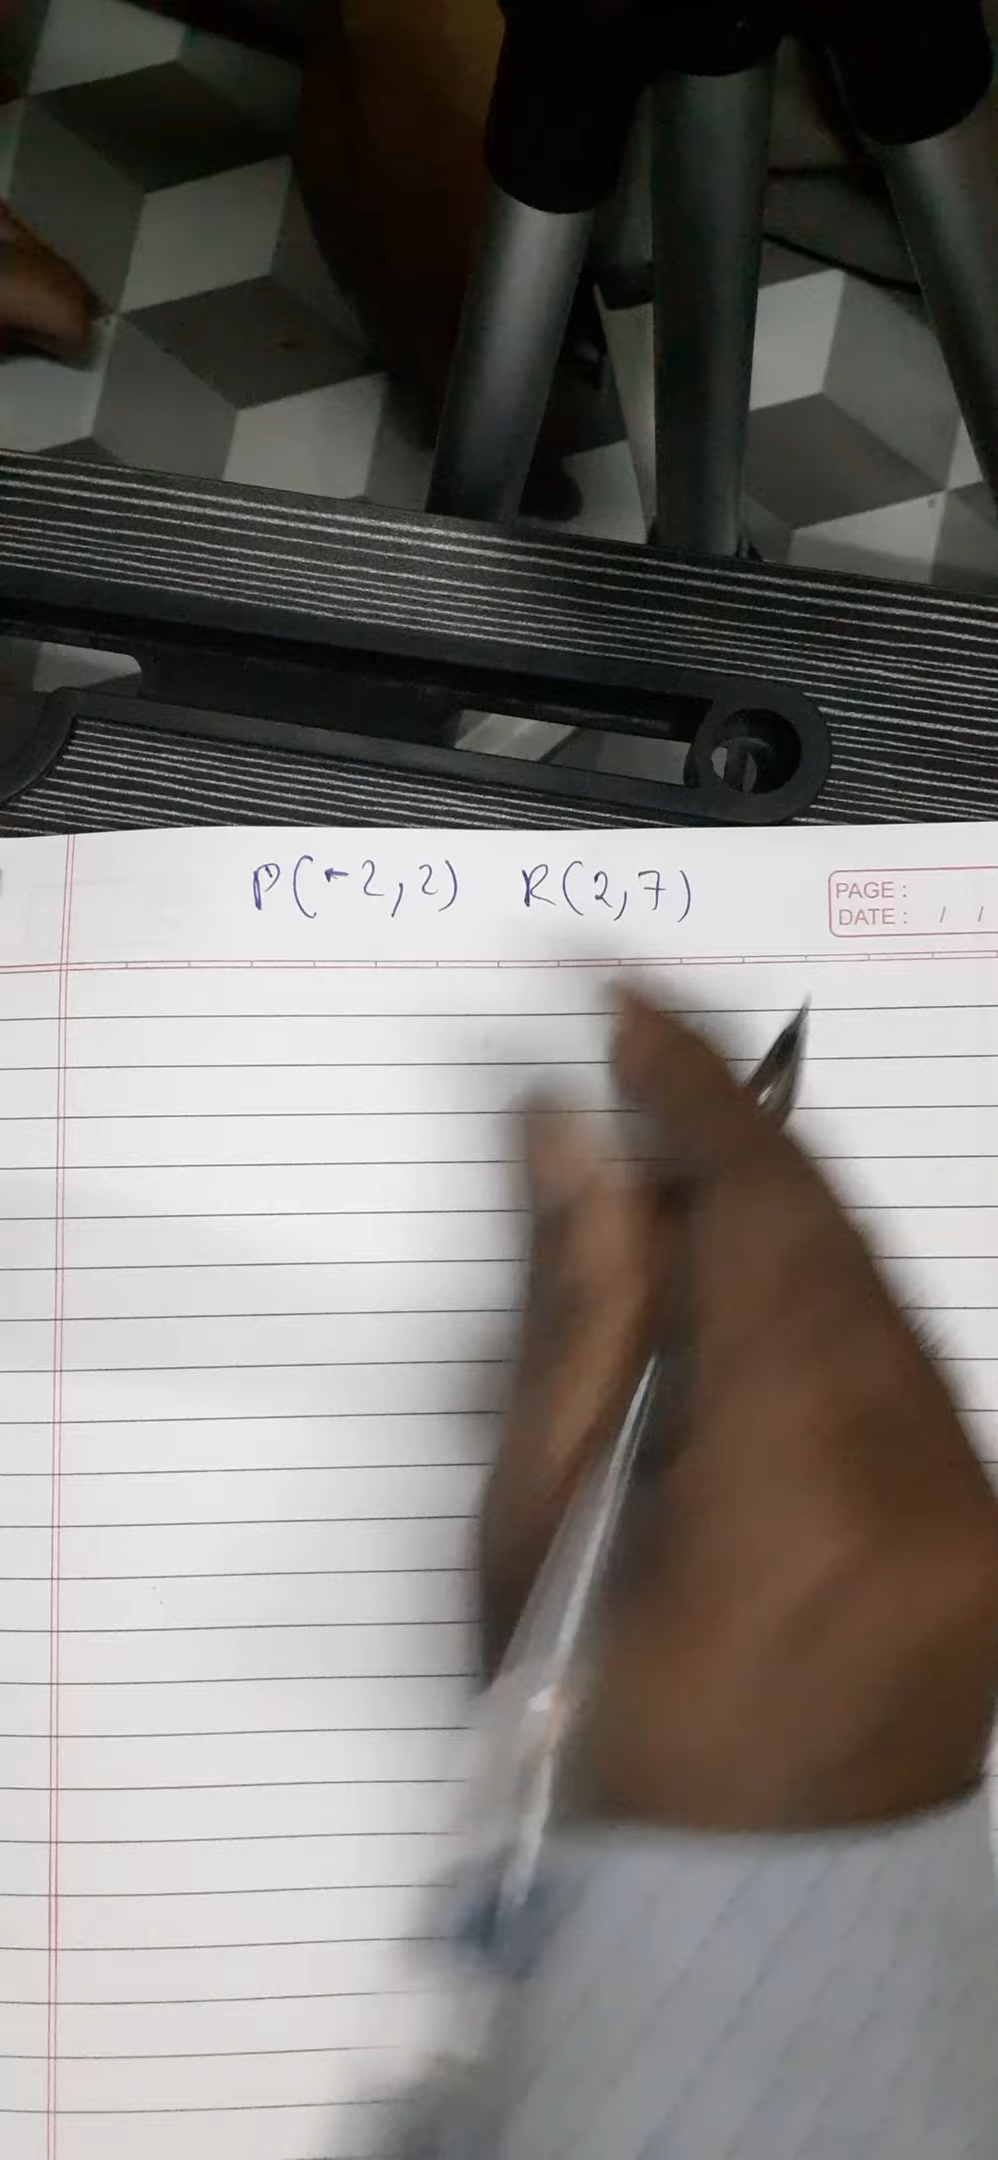 P(-2,2) R(2,7)
PAGE :
DATE : / /